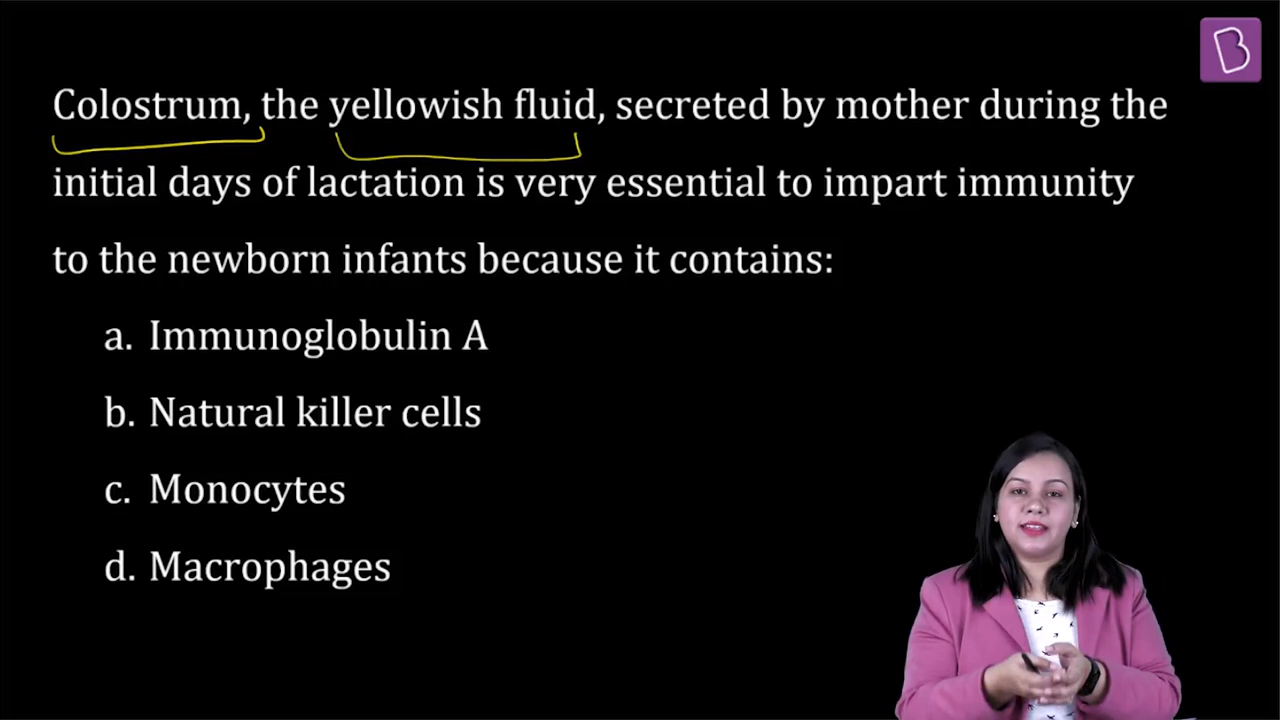 Colostrum, the yellowish fluid, secreted by mother during the
initial days of lactation is very essential to impart immunity
to the newborn infants because it contains:
a. Immunoglobulin A
b. Natural killer cells
c. Monocytes
d. Macrophages